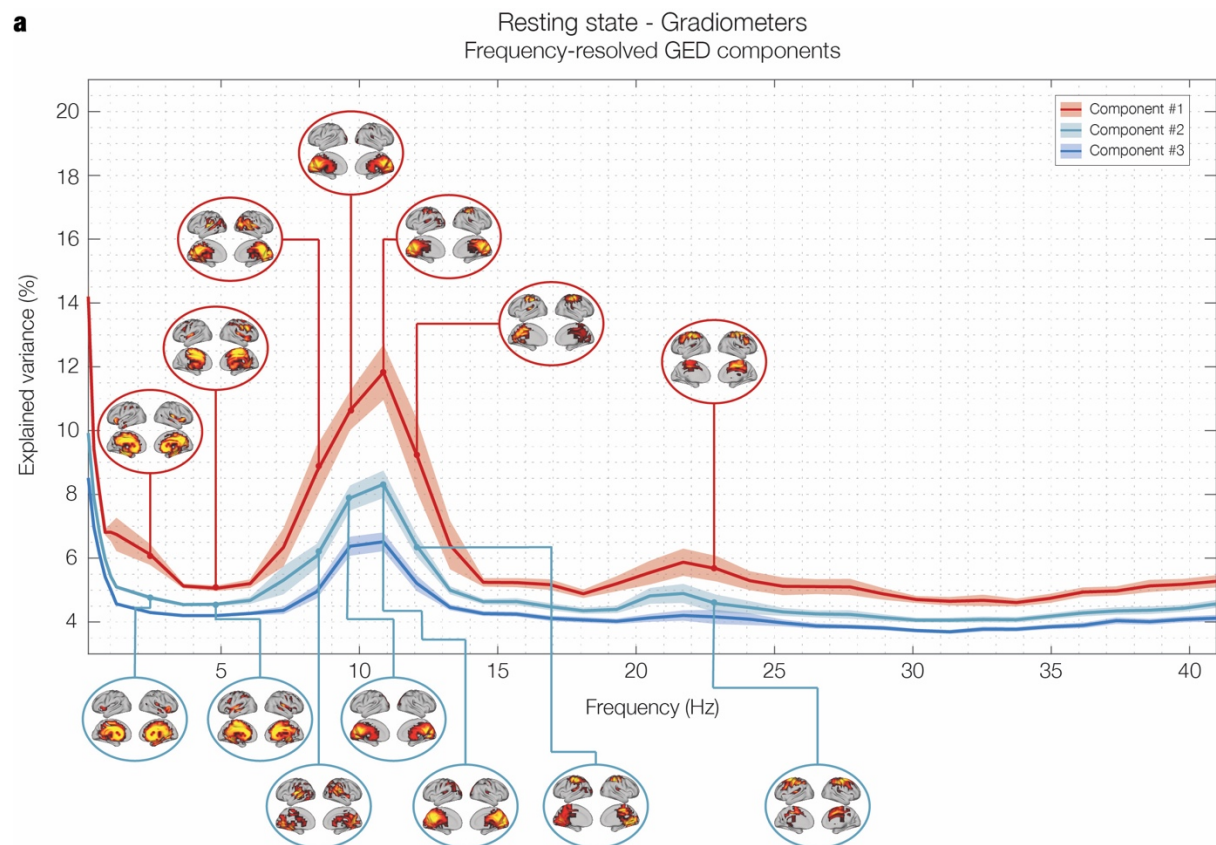 a
Resting state - Gradiometers
Frequency-resolved GED components
Component #1
Component #2
Component #3
Explained variance (%)
20
18
16
14
12
10
8
6
4
5
10
15
20
25
30
35
40
Frequency (Hz)